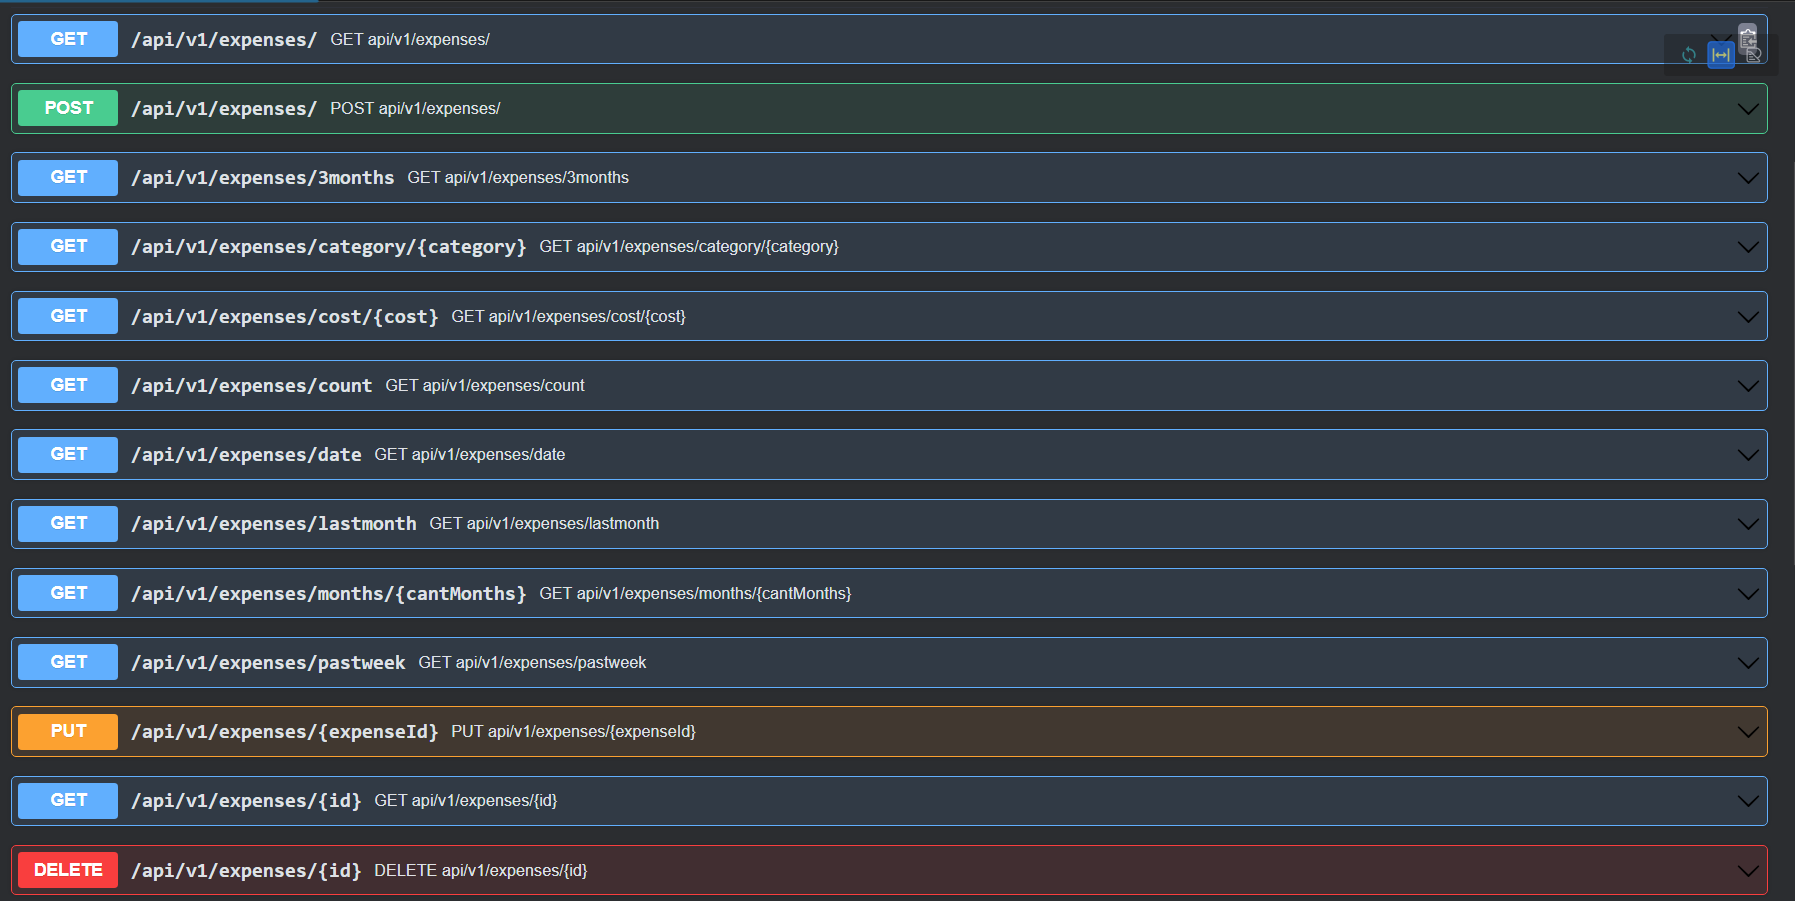 GET /api/v1/expenses/ GET api/v1/expenses/
POST /api/v1/expenses/ POST api/v1/expenses/
GET /api/v1/expenses/3months GET api/v1/expenses/3months
GET /api/v1/expenses/category/{category} GET api/v1/expenses/category/{category}
GET /api/v1/expenses/cost/{cost} GET api/v1/expenses/cost/{cost}
GET /api/v1/expenses/count GET api/v1/expenses/count
GET /api/v1/expenses/date GET api/v1/expenses/date
GET /api/v1/expenses/lastmonth GET api/v1/expenses/lastmonth
GET /api/v1/expenses/months/{cantMonths} GET api/v1/expenses/months/{cantMonths}
GET /api/v1/expenses/pastweek GET api/v1/expenses/pastweek
PUT /api/v1/expenses/{expenseId} PUT api/v1/expenses/{expenseId}
GET /api/v1/expenses/{id} GET api/v1/expenses/{id}
DELETE /api/v1/expenses/{id} DELETE api/v1/expenses/{id}